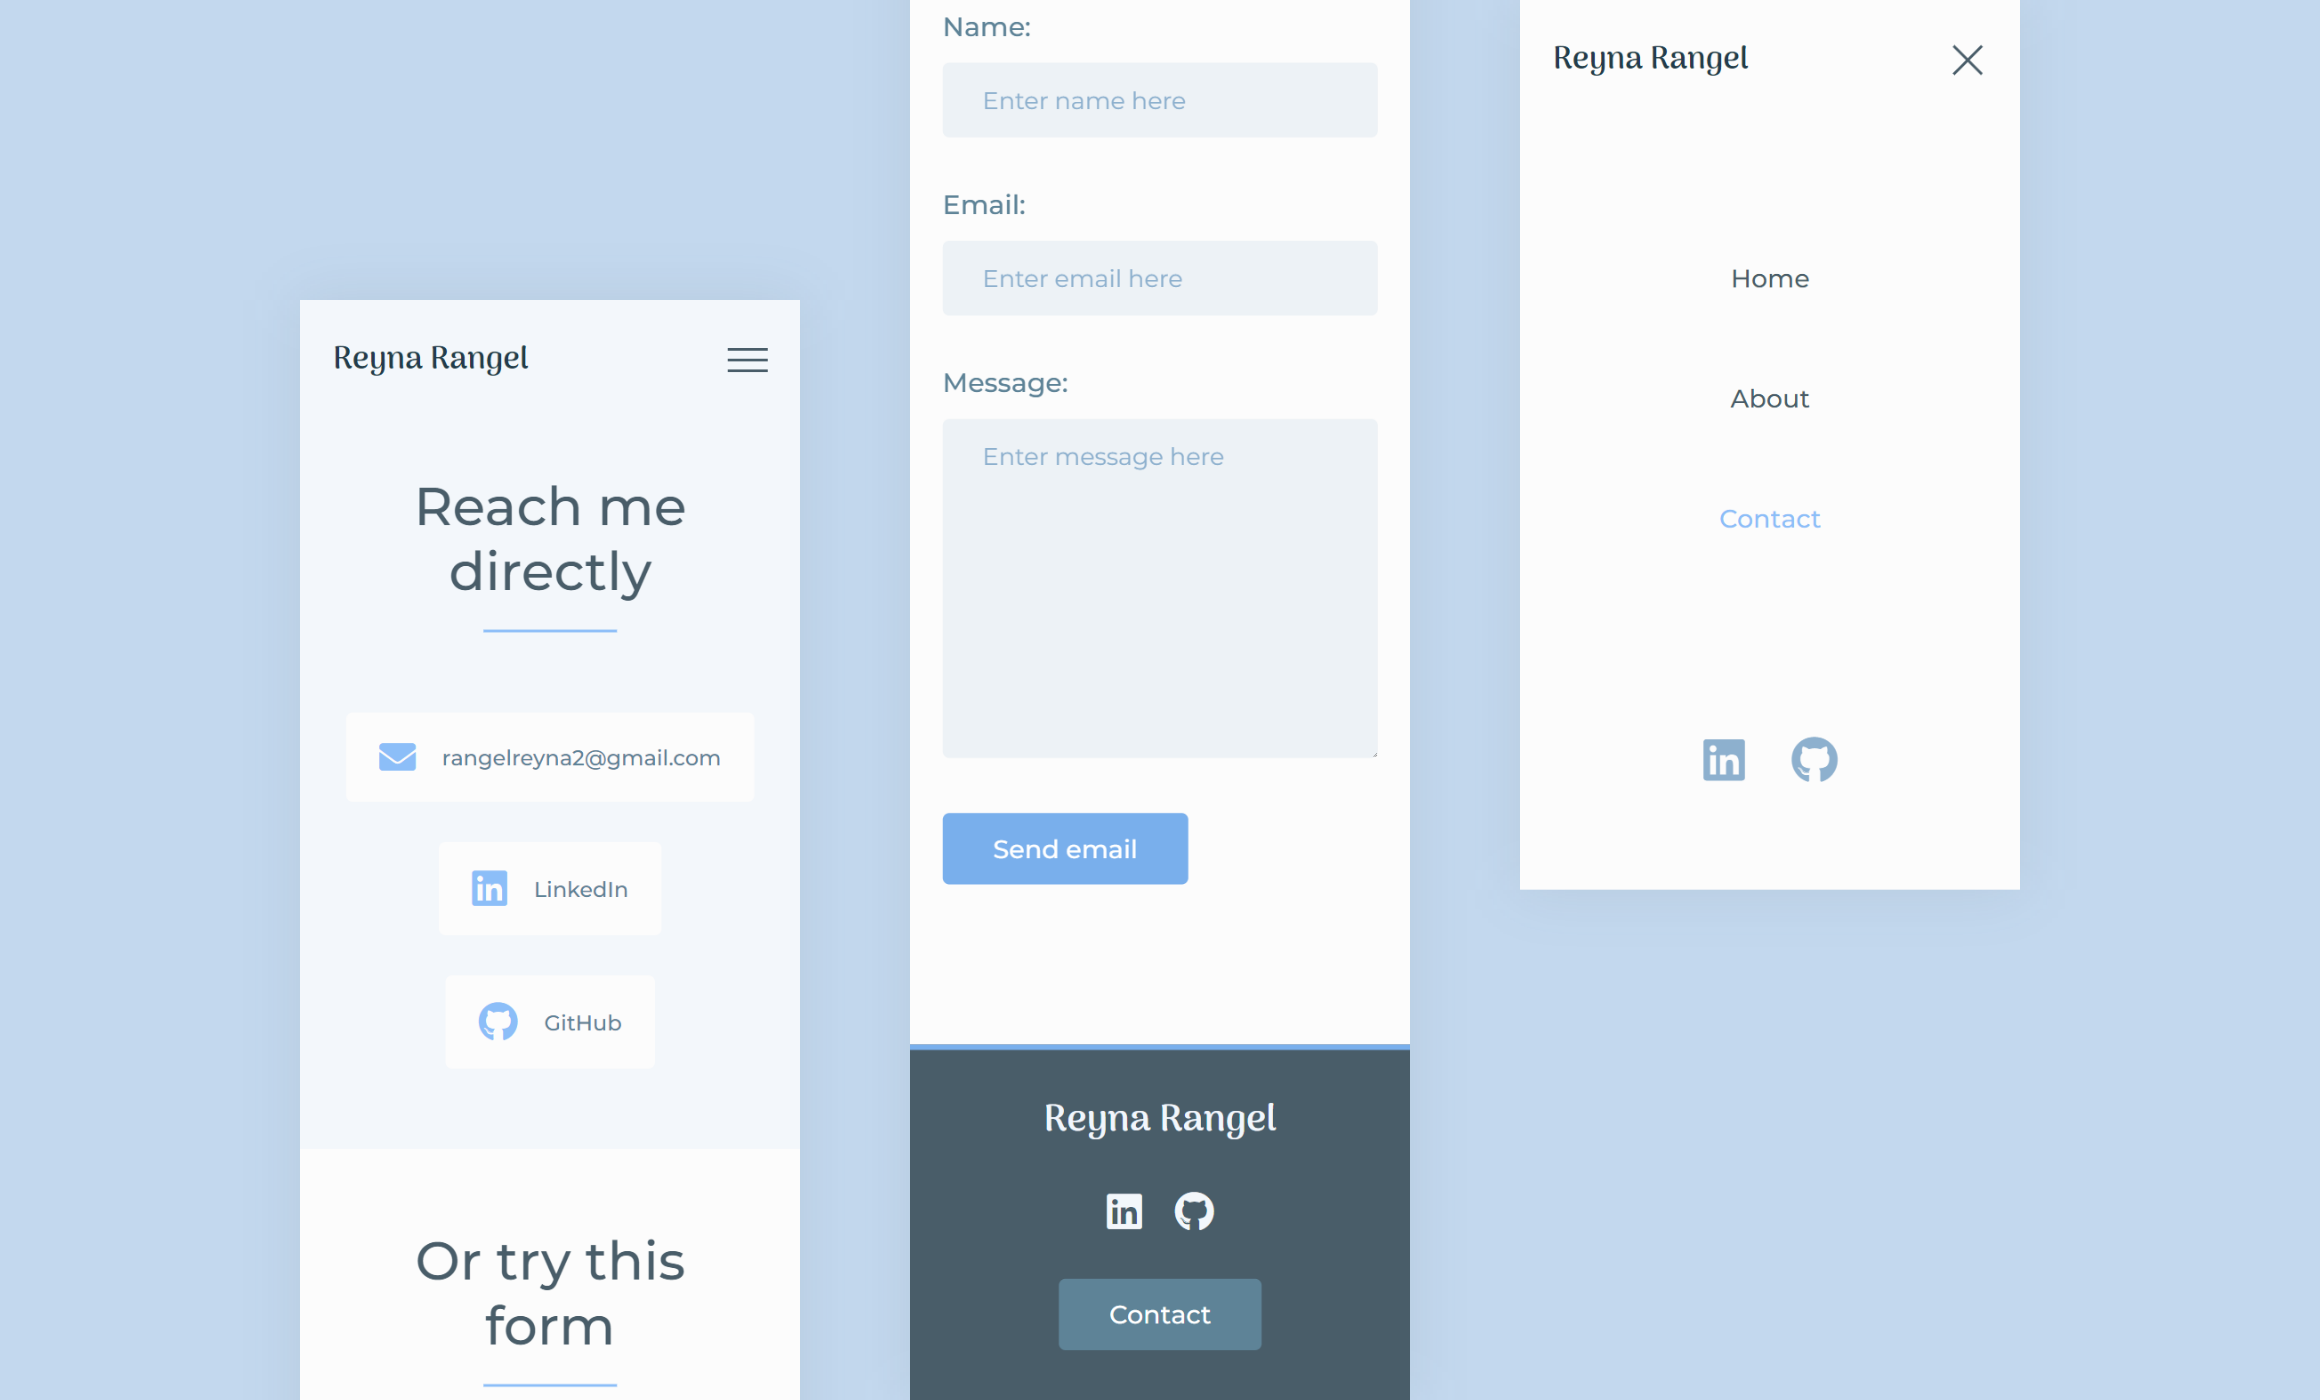 Reyna Rangel
Reach me
directly
rangelreyna2@gmail.com
LinkedIn
GitHub
Or try this
form
Name:
Enter name here
Email:
Enter email here
Message:
Enter message here
Send email
Reyna Rangel
Contact
Reyna Rangel
Home
About
Contact